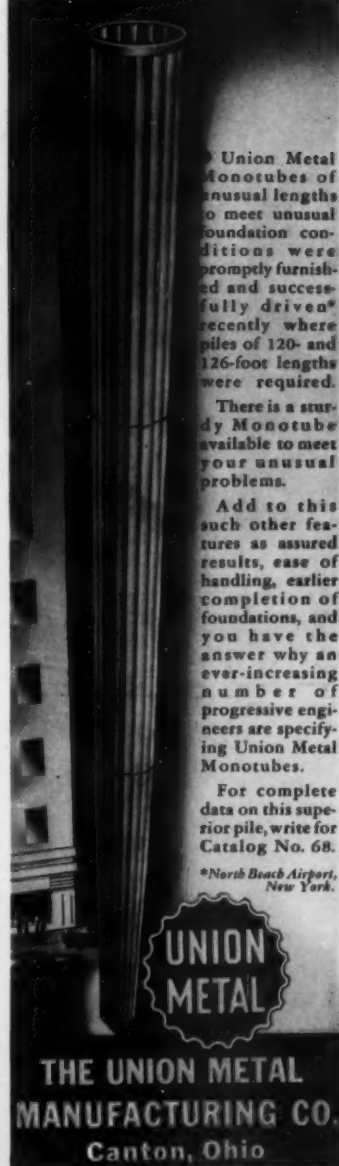 Union Metal
Monotubes of
unusual lengths
to meet unusual
foundation con-
ditions were
promptly furnish-
ed and success-
fully driven*
recently where
piles of 120- and
126-foot lengths
were required.
There is a stur-
dy Monotube
available to meet
your unusual
problems.
Add to this
such other fea-
tures as assured
results, ease of
handling, earlier
completion of
foundations, and
you have the
answer why an
ever-increasing
number of
progressive engi-
neers are specify-
ing Union Metal
Monotubes.
For complete
data on this supe-
rior pile, write for
Catalog No. 68.
*North Beach Airport,
New York.
UNION
METAL
THE UNION METAL
MANUFACTURING CO.
Canton, Ohio